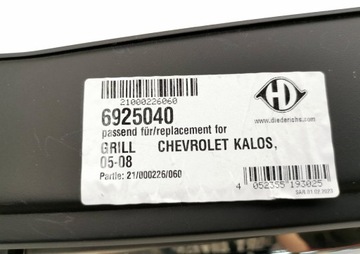 21000226060
6925040
passend für/replacement for
GRILL CHEVROLET KALOS,
05-08
Partie: 21/000226/060
HD
www.diederichs.com
4 052355 193025